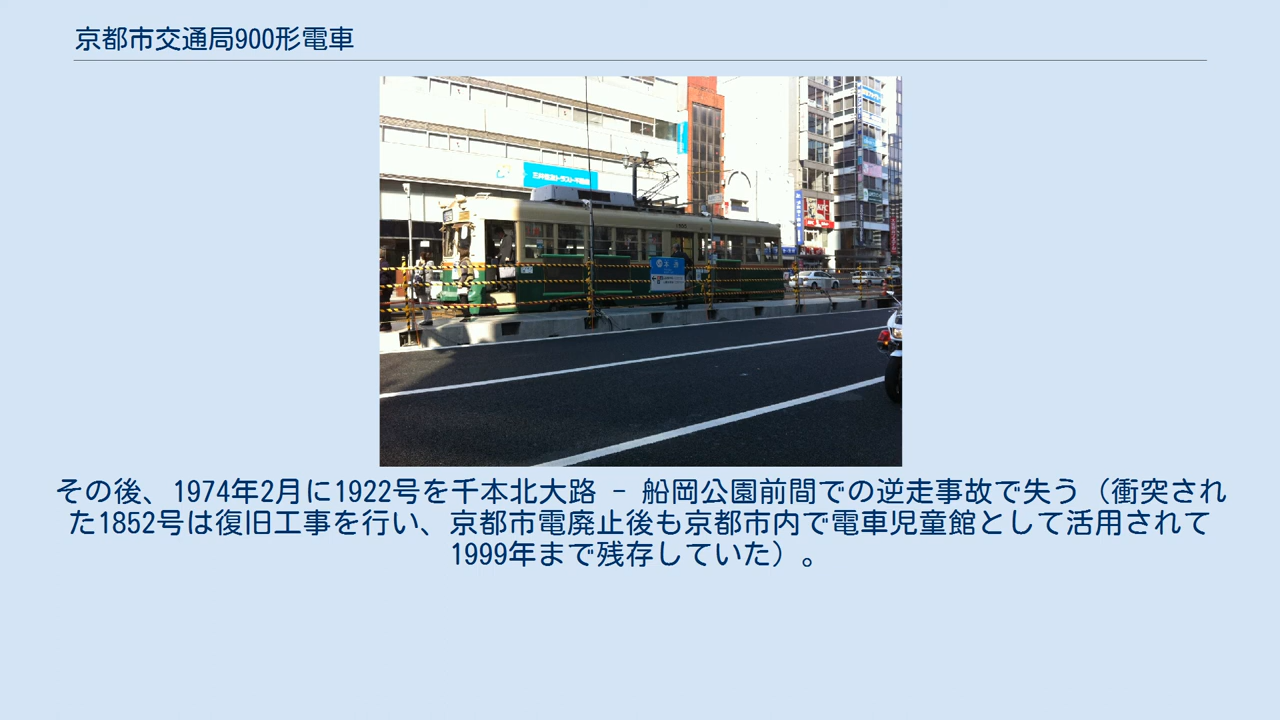 京都市交通局900形電車
KFC
その後、1974年2月に1922号を千本北大路 - 船岡公園前間での逆走事故で失う（衝突され
た1852号は復旧工事を行い、京都市電廃止後も京都市内で電車児童館として活用されて
1999年まで残存していた）。